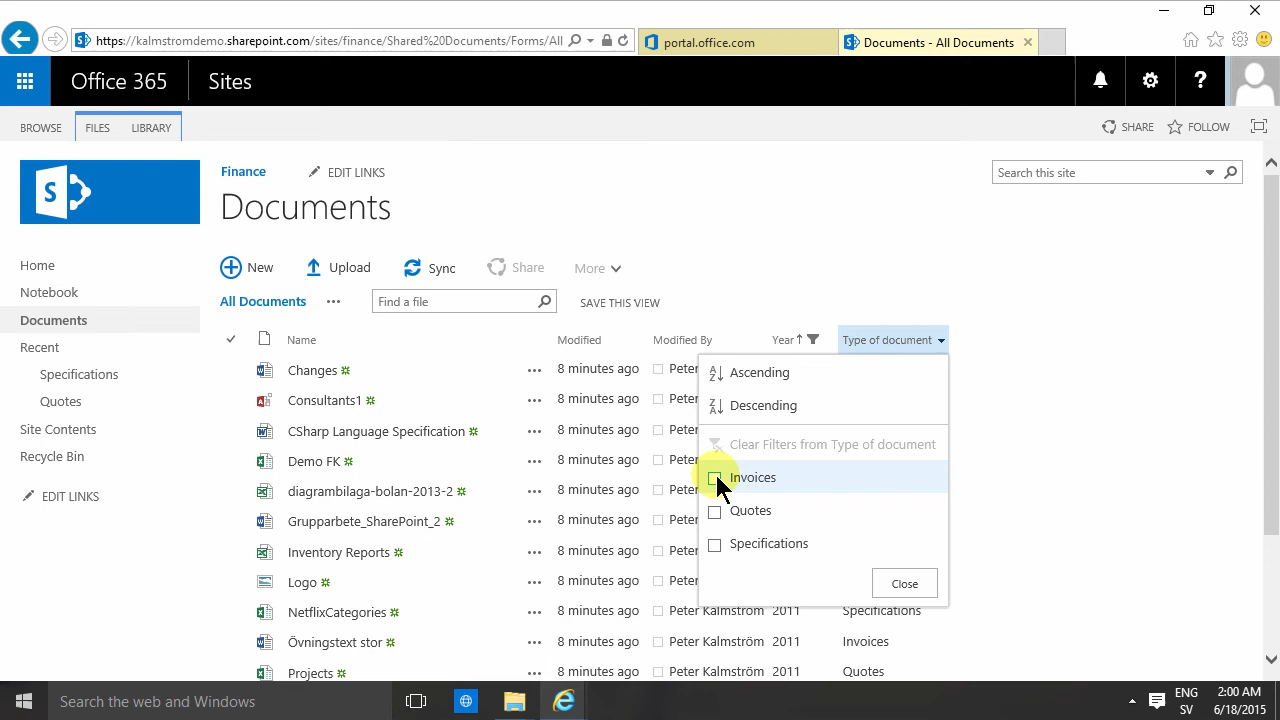 https://kalmstromdemo.sharepoint.com/sites/finance/Shared%20Documents/Forms/All
portal.office.com
Documents - All Documents
Office 365
Sites
BROWSE
FILES
LIBRARY
SHARE
FOLLOW
S
Finance
EDIT LINKS
Search this site
Documents
Home
Notebook
Documents
Recent
Specifications
Quotes
Site Contents
Recycle Bin
EDIT LINKS
New
Upload
Sync
Share
More
All Documents
Find a file
SAVE THIS VIEW
Name Modified Modified By Year Type of document
Changes 8 minutes ago Peter
Consultants1 8 minutes ago Peter
CSharp Language Specification 8 minutes ago Peter
Demo FK 8 minutes ago Peter
diagrambilaga-bolan-2013-2 8 minutes ago Peter
Grupparbete_SharePoint_2 8 minutes ago Peter
Inventory Reports 8 minutes ago Peter
Logo 8 minutes ago Peter
NetflixCategories 8 minutes ago Peter Kalmström 2011 Specifications
Övningstext stor 8 minutes ago Peter Kalmström 2011 Invoices
Projects 8 minutes ago Peter Kalmström 2011 Quotes
Ascending
Descending
Clear Filters from Type of document
Invoices
Quotes
Specifications
Close
Search the web and Windows
ENG
SV
2:00 AM
6/18/2015